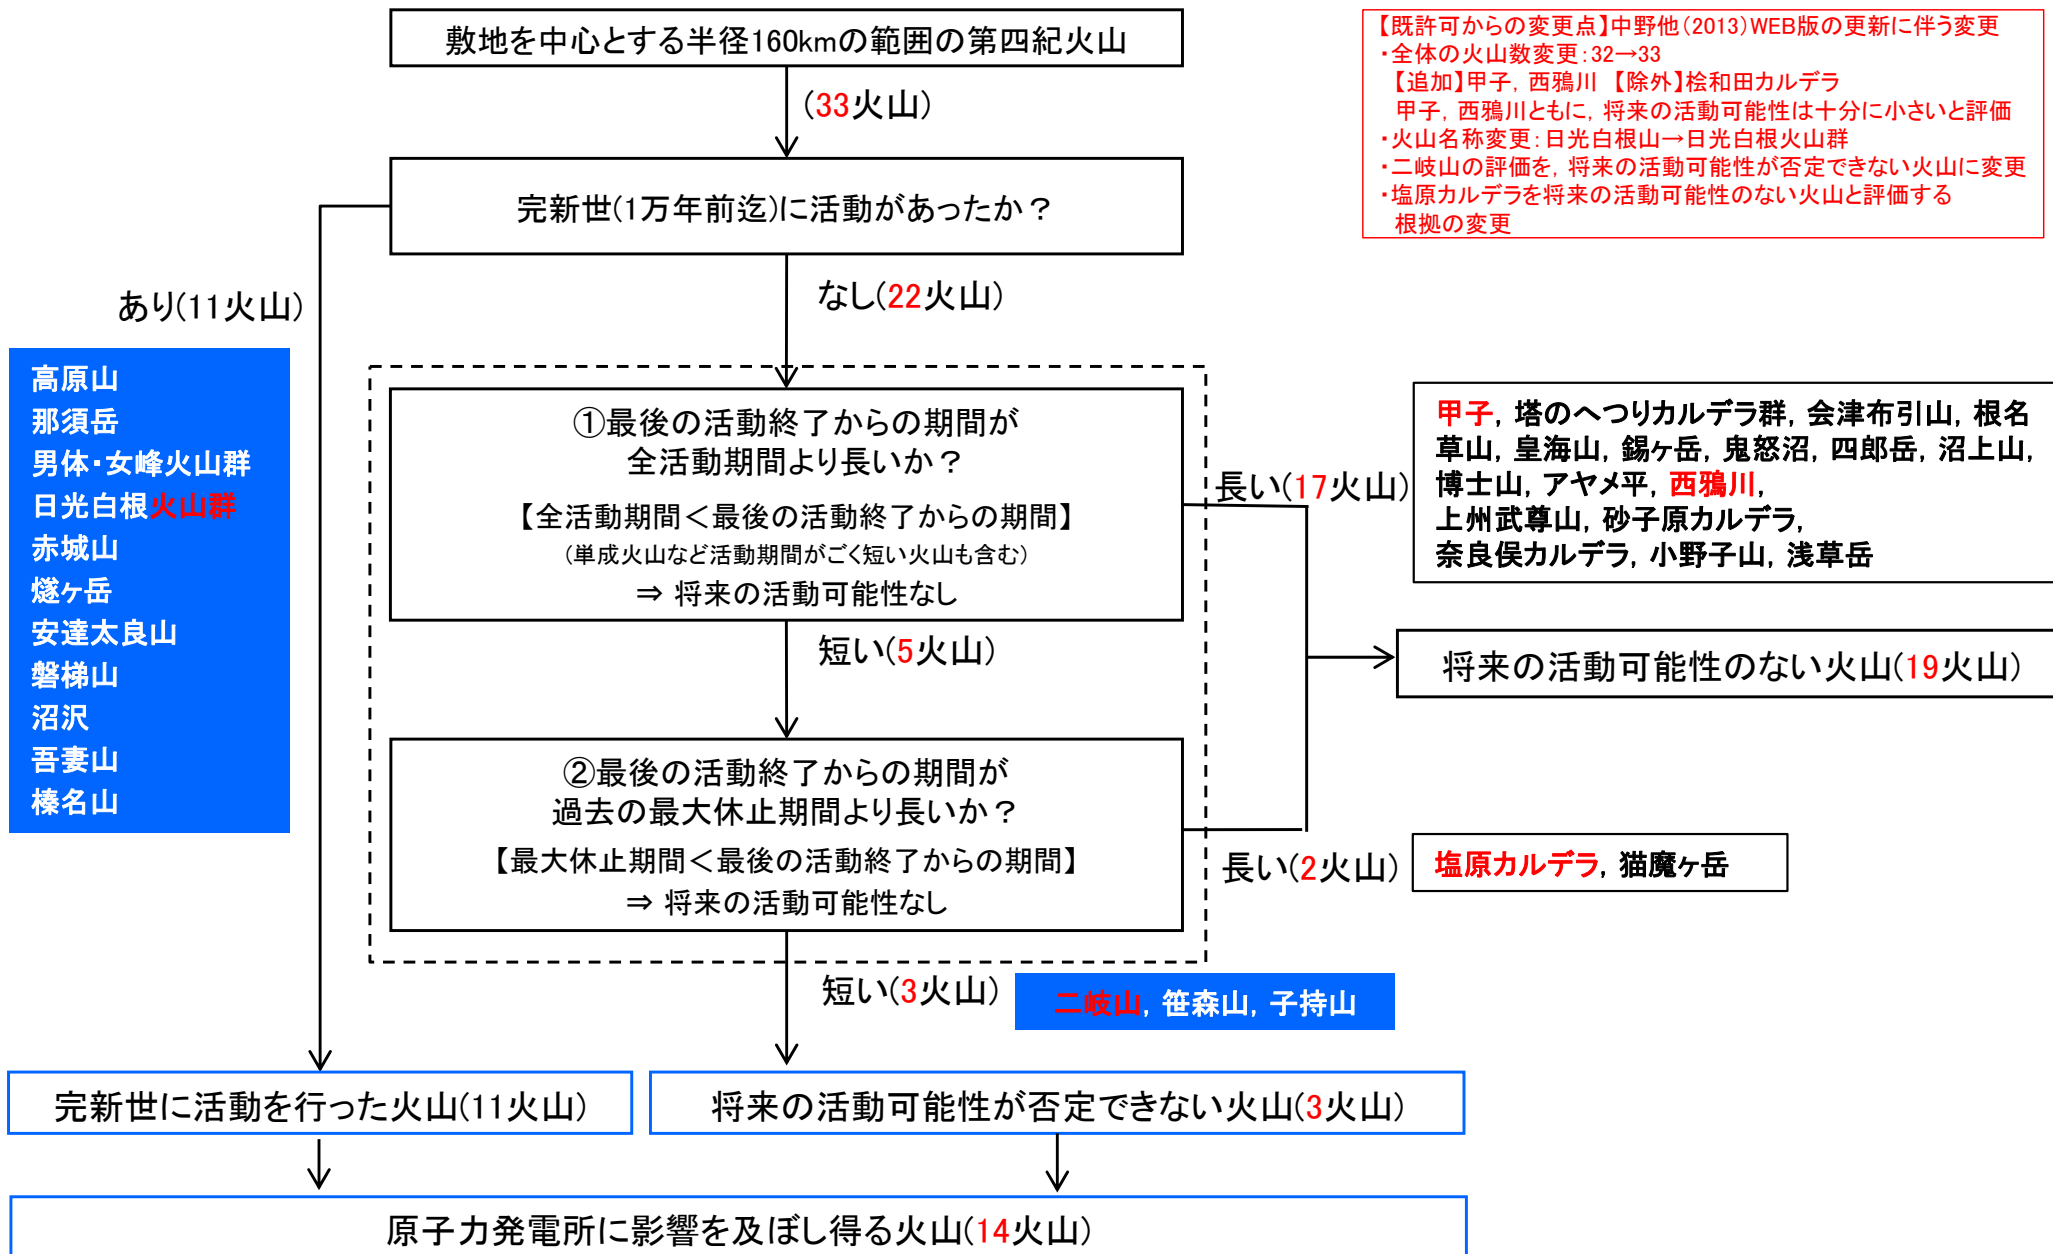 敷地を中心とする半径160kmの範囲の第四紀火山
【既許可からの変更点】中野他(2013)WEB版の更新に伴う変更
・全体の火山数変更:32→33
【追加】甲子, 西鴉川 【除外】桧和田カルデラ
甲子, 西鴉川ともに, 将来の活動可能性は十分に小さいと評価
・火山名称変更:日光白根山→日光白根火山群
・二岐山の評価を, 将来の活動可能性が否定できない火山に変更
・塩原カルデラを将来の活動可能性のない火山と評価する
根拠の変更
(33火山)
完新世(1万年前迄)に活動があったか？
あり(11火山)
なし(22火山)
高原山
那須岳
男体・女峰火山群
日光白根火山群
赤城山
燧ヶ岳
安達太良山
磐梯山
沼沢
吾妻山
榛名山
①最後の活動終了からの期間が
全活動期間より長いか？
【全活動期間＜最後の活動終了からの期間】
(単成火山など活動期間がごく短い火山も含む)
⇒ 将来の活動可能性なし
長い(17火山)
甲子, 塔のへつりカルデラ群, 会津布引山, 根名
草山, 皇海山, 錫ヶ岳, 鬼怒沼, 四郎岳, 沼上山,
博士山, アヤメ平, 西鴉川,
上州武尊山, 砂子原カルデラ,
奈良俣カルデラ, 小野子山, 浅草岳
短い(5火山)
将来の活動可能性のない火山(19火山)
②最後の活動終了からの期間が
過去の最大休止期間より長いか？
【最大休止期間＜最後の活動終了からの期間】
⇒ 将来の活動可能性なし
長い(2火山)
塩原カルデラ, 猫魔ヶ岳
短い(3火山)
二岐山, 笹森山, 子持山
完新世に活動を行った火山(11火山)
将来の活動可能性が否定できない火山(3火山)
原子力発電所に影響を及ぼし得る火山(14火山)